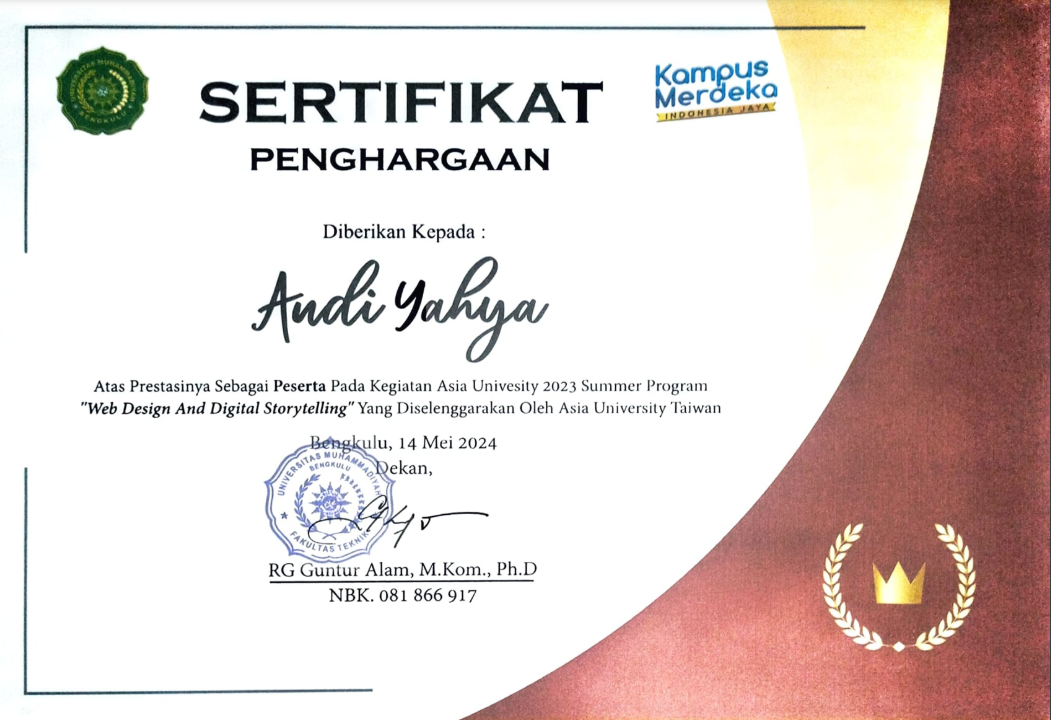 UNIVERSITAS MUHAMMADIYAH
BENGKULU
Kampus
Merdeka
INDONESIA JAYA
SERTIFIKAT
PENGHARGAAN
Diberikan Kepada :
Andi Yahya
Atas Prestasinya Sebagai Peserta Pada Kegiatan Asia Univesity 2023 Summer Program
"Web Design And Digital Storytelling" Yang Diselenggarakan Oleh Asia University Taiwan
Bengkulu, 14 Mei 2024
Dekan,
UNIVERSITAS MUHAMMADIYAH
BENGKULU
FAKULTAS TEKNIK
RG Guntur Alam, M.Kom., Ph.D
NBK. 081 866 917